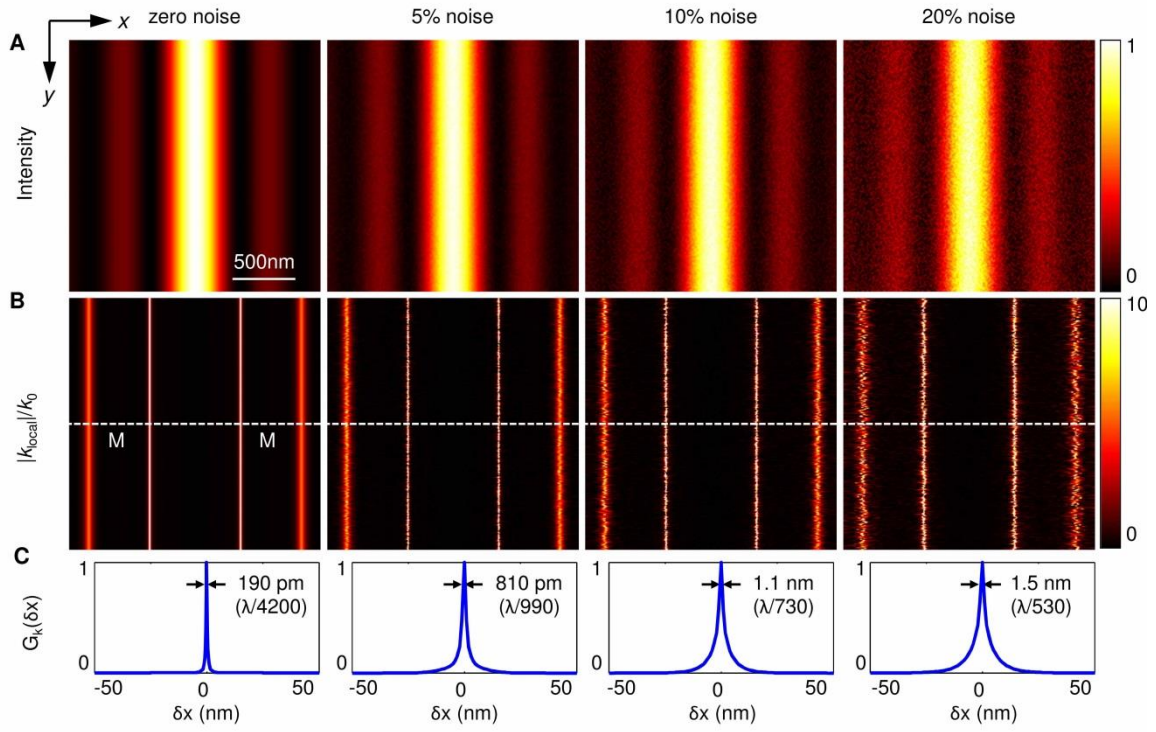 x
zero noise 5% noise 10% noise 20% noise
A
y
Intensity
500nm
1
0
B
|k_local|/k_0
M M
10
0
C
G_k(δx)
1 1 1 1
190 pm 810 pm 1.1 nm 1.5 nm
(λ/4200) (λ/990) (λ/730) (λ/530)
0 0 0 0
-50 0 50 -50 0 50 -50 0 50 -50 0 50
δx (nm) δx (nm) δx (nm) δx (nm)